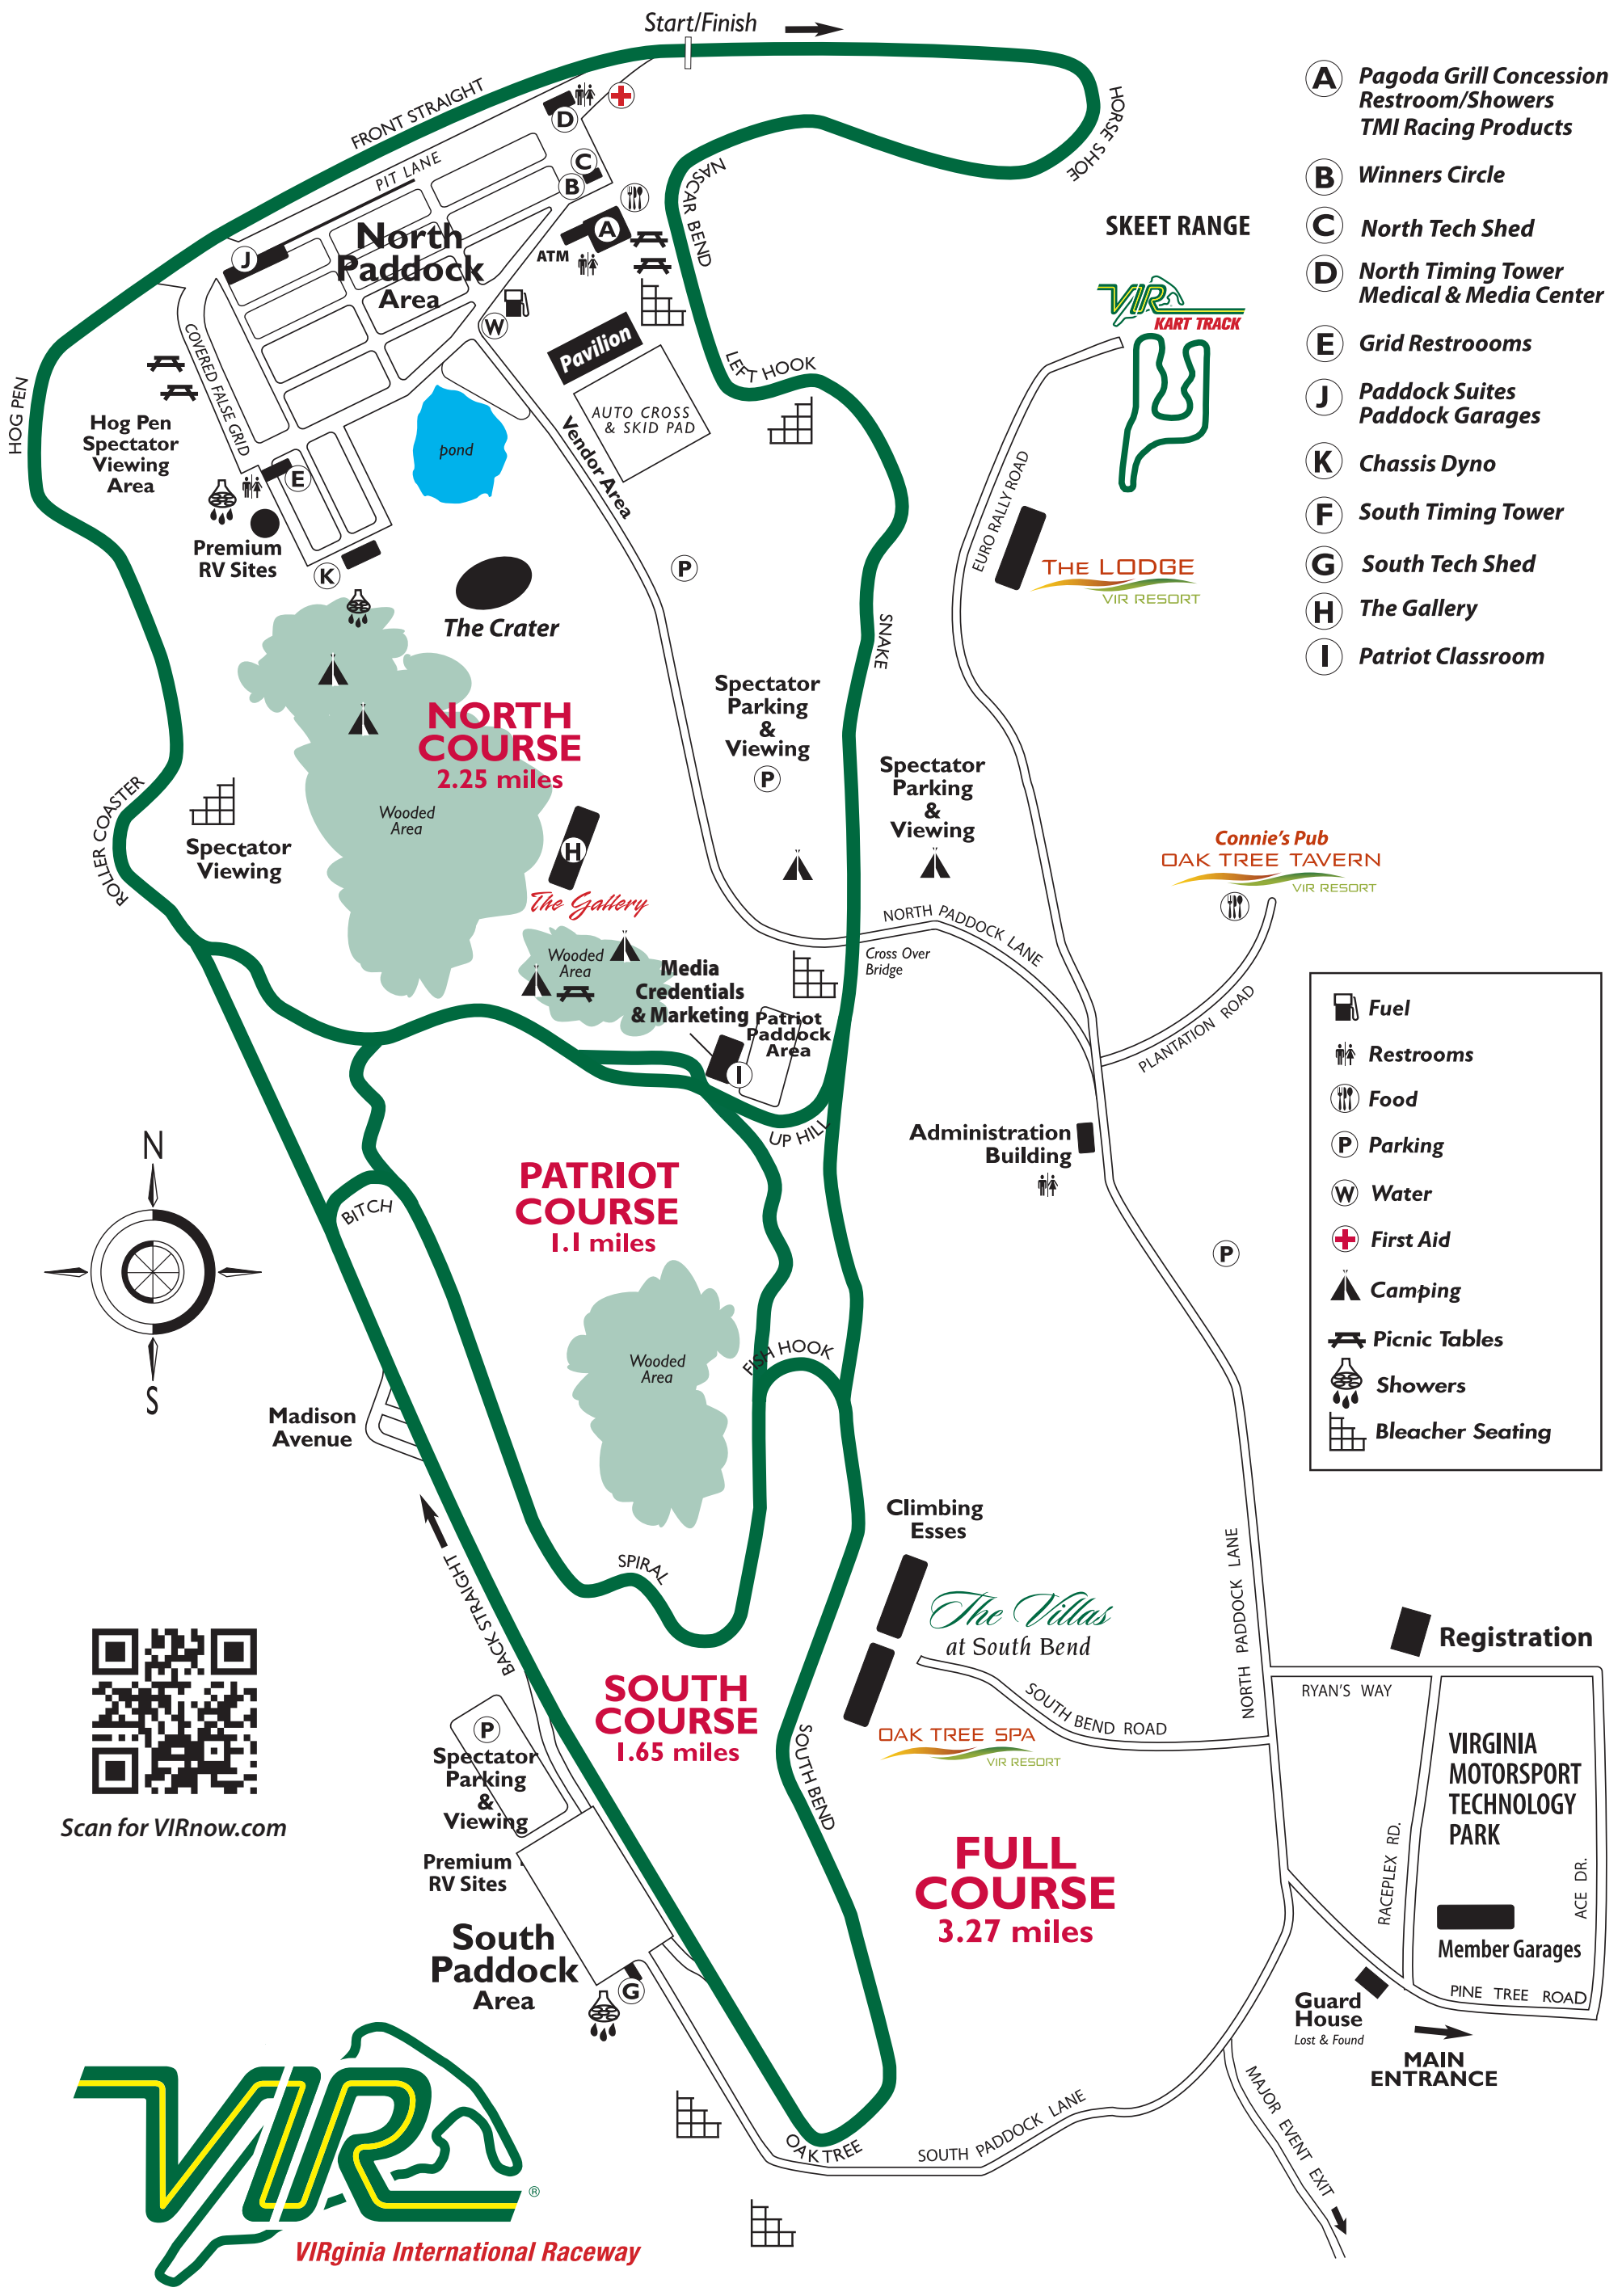 Start/Finish
FRONT STRAIGHT
PIT LANE
HORSE SHOE
NASCAR BEND
D
C
B
A
ATM
J
North
Paddock
Area
W
Pavilion
AUTO CROSS
& SKID PAD
LEFT HOOK
COVERED FALSE GRID
HOG PEN
Hog Pen
Spectator
Viewing
Area
pond
Vendor Area
E
Premium
RV Sites
K
The Crater
P
SNAKE
NORTH
COURSE
2.25 miles
Wooded
Area
Spectator
Parking
&
Viewing
P
Spectator
Parking
&
Viewing
ROLLER COASTER
Spectator
Viewing
H
The Gallery
Wooded
Area
Media
Credentials
& Marketing
Patriot
Paddock
Area
I
NORTH PADDOCK LANE
Cross Over
Bridge
UP HILL
SKEET RANGE
VIR
KART TRACK
EURO RALLY ROAD
THE LODGE
VIR RESORT
Connie's Pub
OAK TREE TAVERN
VIR RESORT
PLANTATION ROAD
Administration
Building
P
A Pagoda Grill Concession
Restroom/Showers
TMI Racing Products
B Winners Circle
C North Tech Shed
D North Timing Tower
Medical & Media Center
E Grid Restroooms
J Paddock Suites
Paddock Garages
K Chassis Dyno
F South Timing Tower
G South Tech Shed
H The Gallery
I Patriot Classroom
Fuel
Restrooms
Food
P Parking
W Water
First Aid
Camping
Picnic Tables
Showers
Bleacher Seating
N
S
BITCH
PATRIOT
COURSE
1.1 miles
Wooded
Area
FISH HOOK
Madison
Avenue
BACK STRAIGHT
SPIRAL
Climbing
Esses
The Villas
at South Bend
SOUTH BEND ROAD
OAK TREE SPA
VIR RESORT
NORTH PADDOCK LANE
Registration
RYAN'S WAY
VIRGINIA
MOTORSPORT
TECHNOLOGY
PARK
RACEPLEX RD.
ACE DR.
Member Garages
PINE TREE ROAD
Guard
House
Lost & Found
MAIN
ENTRANCE
MAJOR EVENT EXIT
SOUTH
COURSE
1.65 miles
SOUTH BEND
FULL
COURSE
3.27 miles
P
Spectator
Parking
&
Viewing
Premium
RV Sites
South
Paddock
Area
G
OAK TREE
SOUTH PADDOCK LANE
Scan for VIRnow.com
VIR
®
VIRginia International Raceway